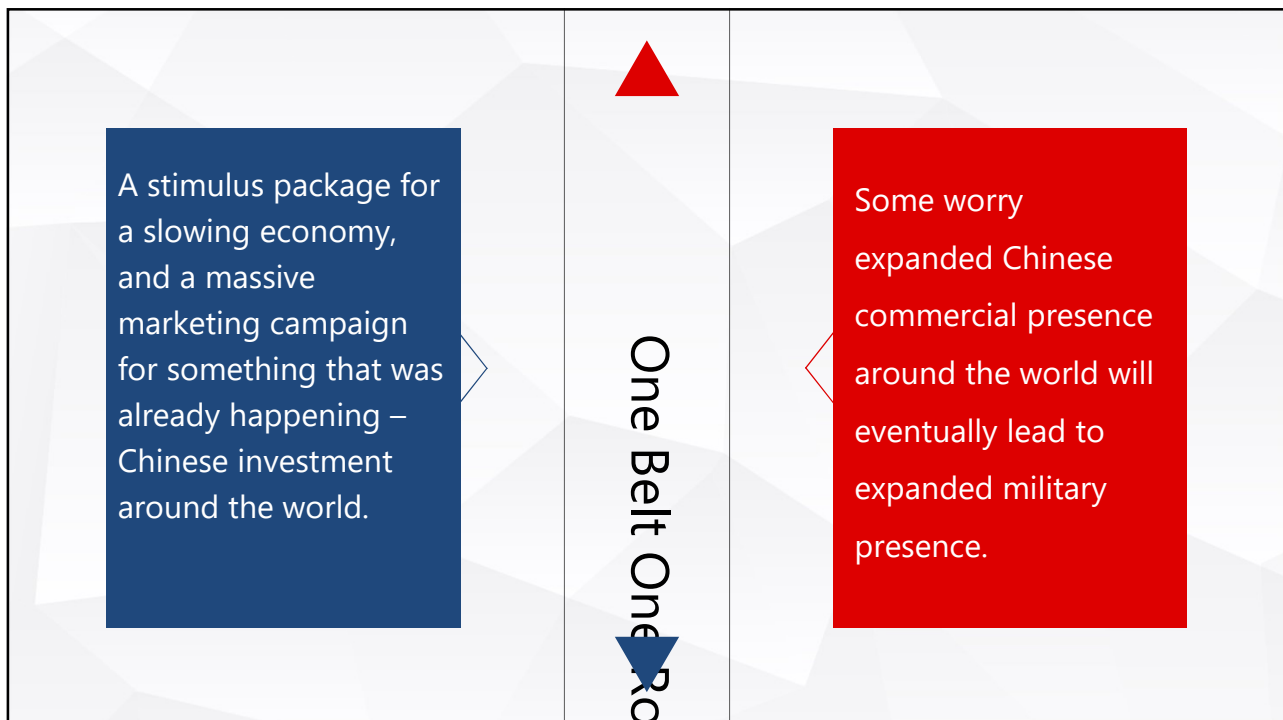 A stimulus package for
a slowing economy,
and a massive
marketing campaign
for something that was
already happening –
Chinese investment
around the world.
One Belt One Ro
Some worry
expanded Chinese
commercial presence
around the world will
eventually lead to
expanded military
presence.